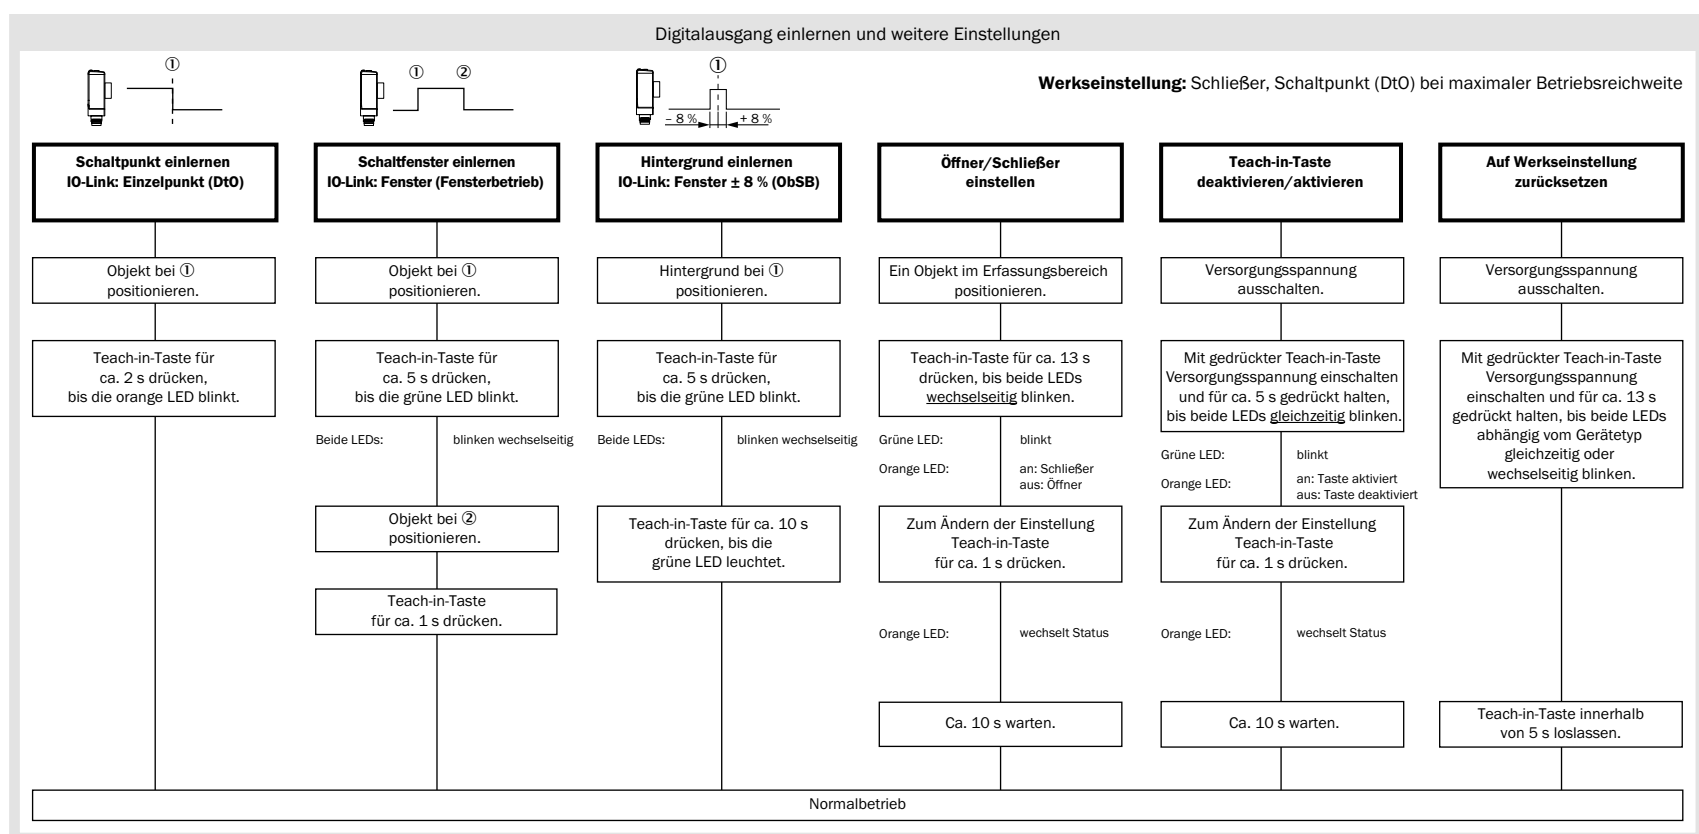 Digitalausgang einlernen und weitere Einstellungen
①
① ②
①
– 8 % + 8 %
Werkseinstellung: Schließer, Schaltpunkt (DtO) bei maximaler Betriebsreichweite
Schaltpunkt einlernen
IO-Link: Einzelpunkt (DtO)
Objekt bei ①
positionieren.
Teach-in-Taste für
ca. 2 s drücken,
bis die orange LED blinkt.
Schaltfenster einlernen
IO-Link: Fenster (Fensterbetrieb)
Objekt bei ①
positionieren.
Teach-in-Taste für
ca. 5 s drücken,
bis die grüne LED blinkt.
Beide LEDs: blinken wechselseitig
Objekt bei ②
positionieren.
Teach-in-Taste
für ca. 1 s drücken.
Hintergrund einlernen
IO-Link: Fenster ± 8 % (ObSB)
Hintergrund bei ①
positionieren.
Teach-in-Taste für
ca. 5 s drücken,
bis die grüne LED blinkt.
Beide LEDs: blinken wechselseitig
Teach-in-Taste für ca. 10 s
drücken, bis die
grüne LED leuchtet.
Öffner/Schließer
einstellen
Ein Objekt im Erfassungsbereich
positionieren.
Teach-in-Taste für ca. 13 s
drücken, bis beide LEDs
wechselseitig blinken.
Grüne LED: blinkt
Orange LED: an: Schließer
aus: Öffner
Zum Ändern der Einstellung
Teach-in-Taste
für ca. 1 s drücken.
Orange LED: wechselt Status
Ca. 10 s warten.
Teach-in-Taste
deaktivieren/aktivieren
Versorgungsspannung
ausschalten.
Mit gedrückter Teach-in-Taste
Versorgungsspannung einschalten
und für ca. 5 s gedrückt halten,
bis beide LEDs gleichzeitig blinken.
Grüne LED: blinkt
Orange LED: an: Taste aktiviert
aus: Taste deaktiviert
Zum Ändern der Einstellung
Teach-in-Taste
für ca. 1 s drücken.
Orange LED: wechselt Status
Ca. 10 s warten.
Auf Werkseinstellung
zurücksetzen
Versorgungsspannung
ausschalten.
Mit gedrückter Teach-in-Taste
Versorgungsspannung
einschalten und für ca. 13 s
gedrückt halten, bis beide LEDs
abhängig vom Gerätetyp
gleichzeitig oder
wechselseitig blinken.
Teach-in-Taste innerhalb
von 5 s loslassen.
Normalbetrieb